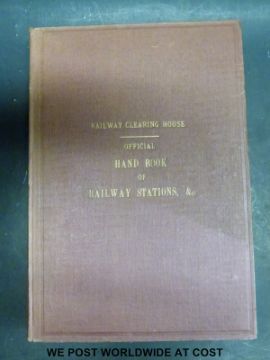 RAILWAY CLEARING HOUSE
OFFICIAL
HAND BOOK
OF
RAILWAY STATIONS, &c
WE POST WORLDWIDE AT COST